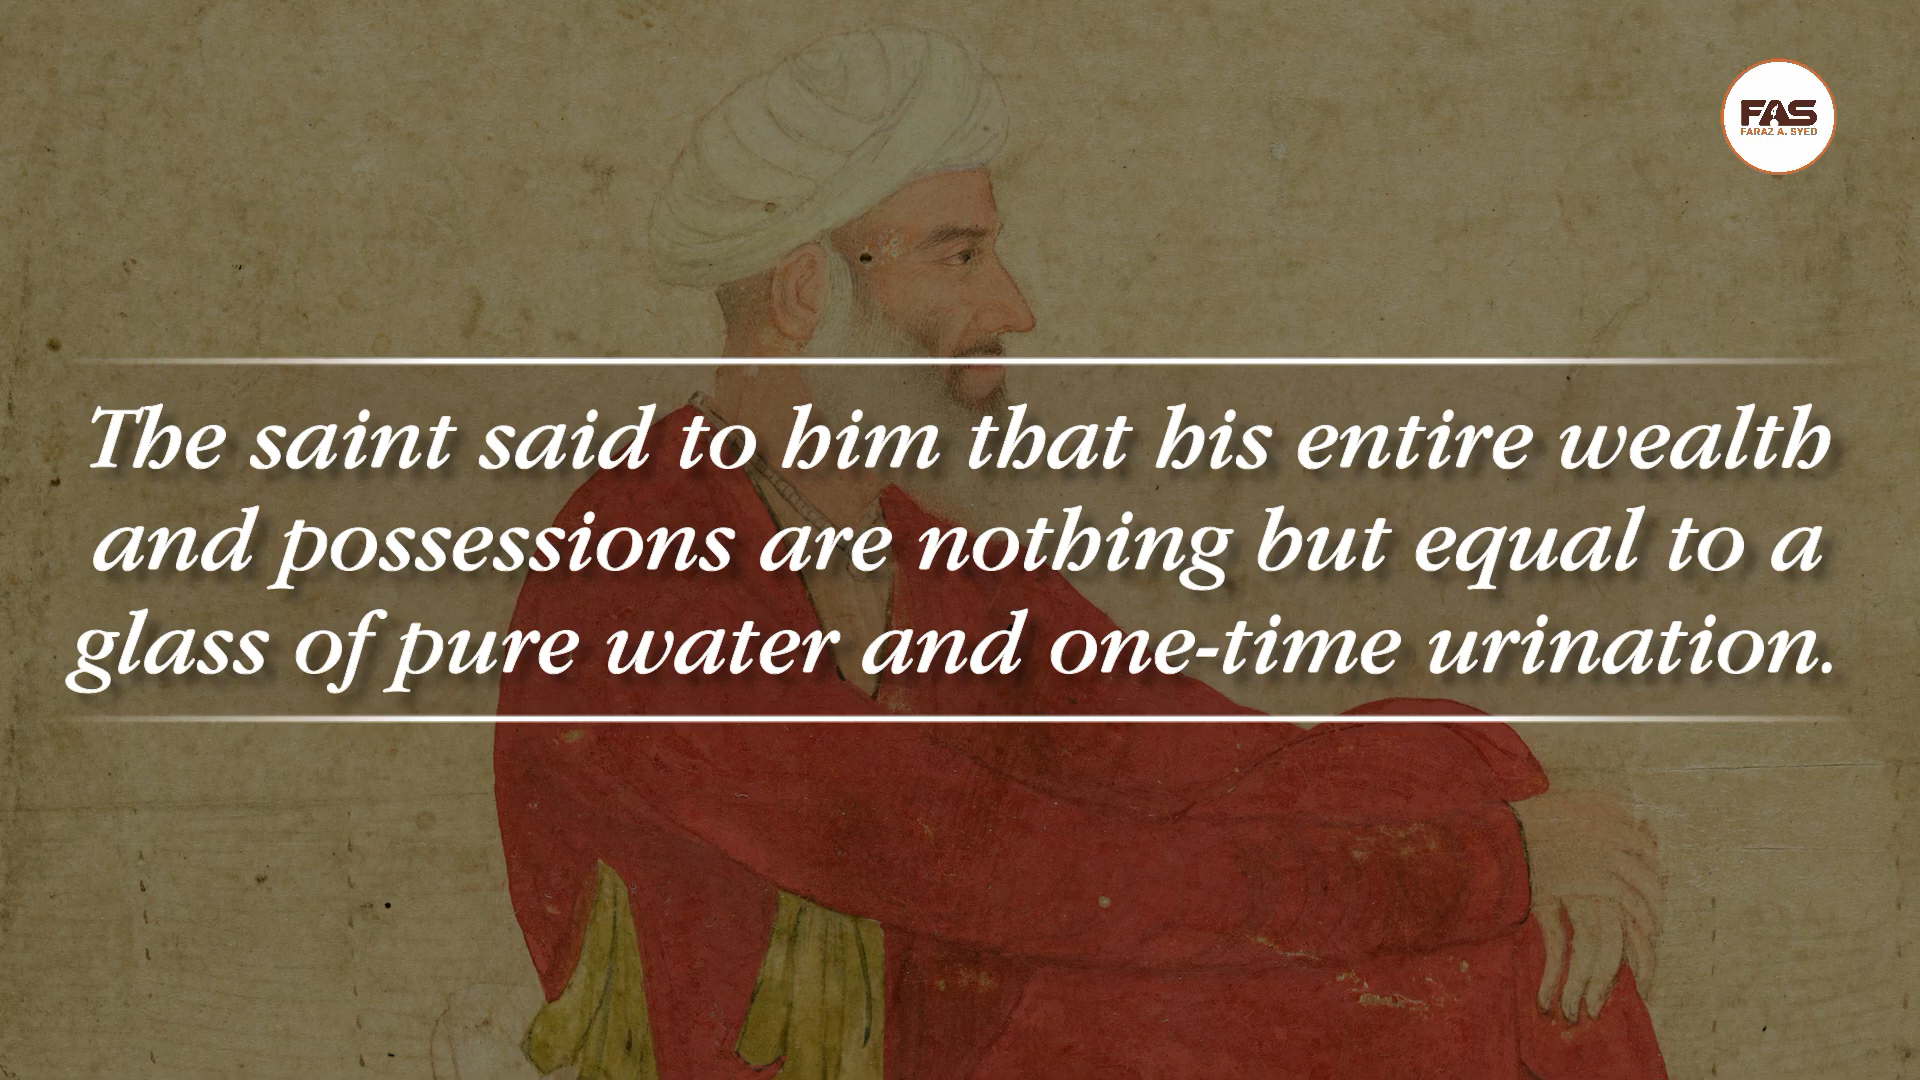 FAS
FARAZ A. SYED
The saint said to him that his entire wealth
and possessions are nothing but equal to a
glass of pure water and one-time urination.